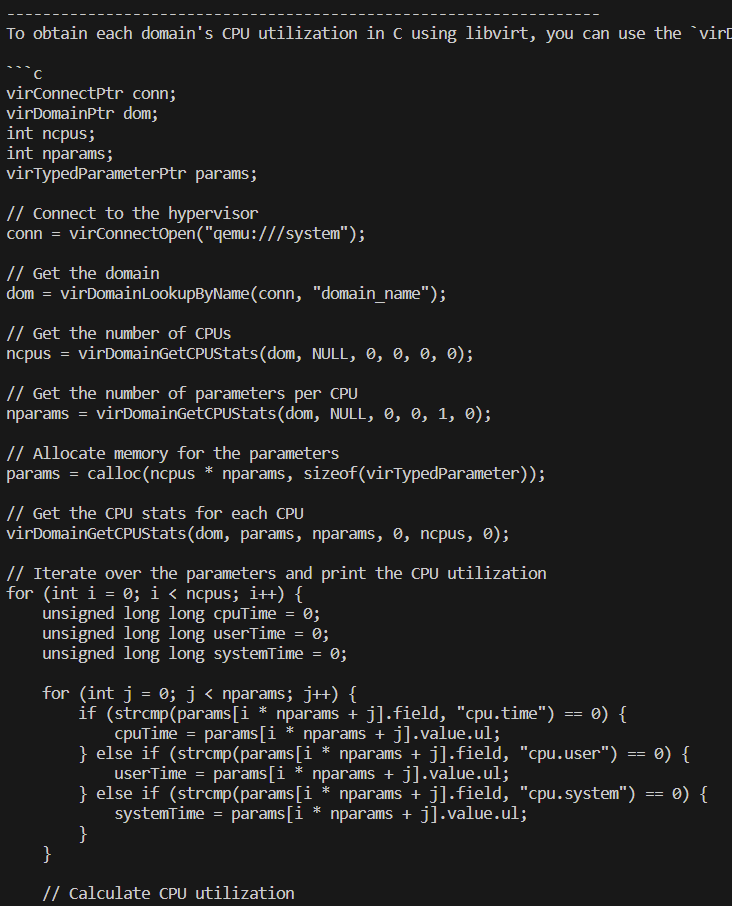 ------------------------------------------------------------------
To obtain each domain's CPU utilization in C using libvirt, you can use the `virD
```c
virConnectPtr conn;
virDomainPtr dom;
int ncpus;
int nparams;
virTypedParameterPtr params;
// Connect to the hypervisor
conn = virConnectOpen("qemu:///system");
// Get the domain
dom = virDomainLookupByName(conn, "domain_name");
// Get the number of CPUs
ncpus = virDomainGetCPUStats(dom, NULL, 0, 0, 0, 0);
// Get the number of parameters per CPU
nparams = virDomainGetCPUStats(dom, NULL, 0, 0, 1, 0);
// Allocate memory for the parameters
params = calloc(ncpus * nparams, sizeof(virTypedParameter));
// Get the CPU stats for each CPU
virDomainGetCPUStats(dom, params, nparams, 0, ncpus, 0);
// Iterate over the parameters and print the CPU utilization
for (int i = 0; i < ncpus; i++) {
    unsigned long long cpuTime = 0;
    unsigned long long userTime = 0;
    unsigned long long systemTime = 0;
    for (int j = 0; j < nparams; j++) {
        if (strcmp(params[i * nparams + j].field, "cpu.time") == 0) {
            cpuTime = params[i * nparams + j].value.ul;
        } else if (strcmp(params[i * nparams + j].field, "cpu.user") == 0) {
            userTime = params[i * nparams + j].value.ul;
        } else if (strcmp(params[i * nparams + j].field, "cpu.system") == 0) {
            systemTime = params[i * nparams + j].value.ul;
        }
    }
    // Calculate CPU utilization